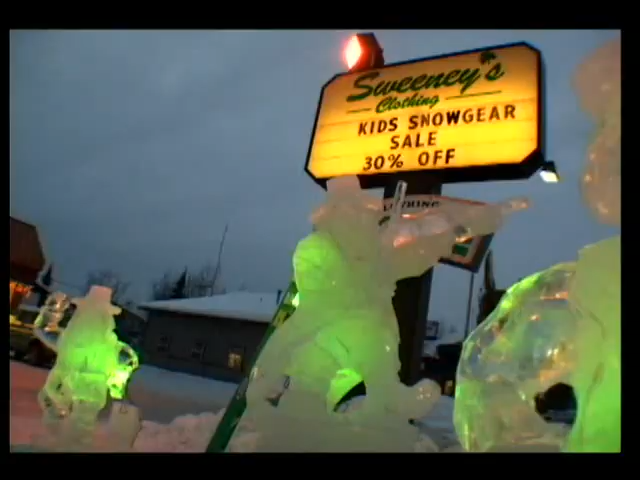 Sweeney's
Clothing
KIDS SNOWGEAR
SALE
30% OFF